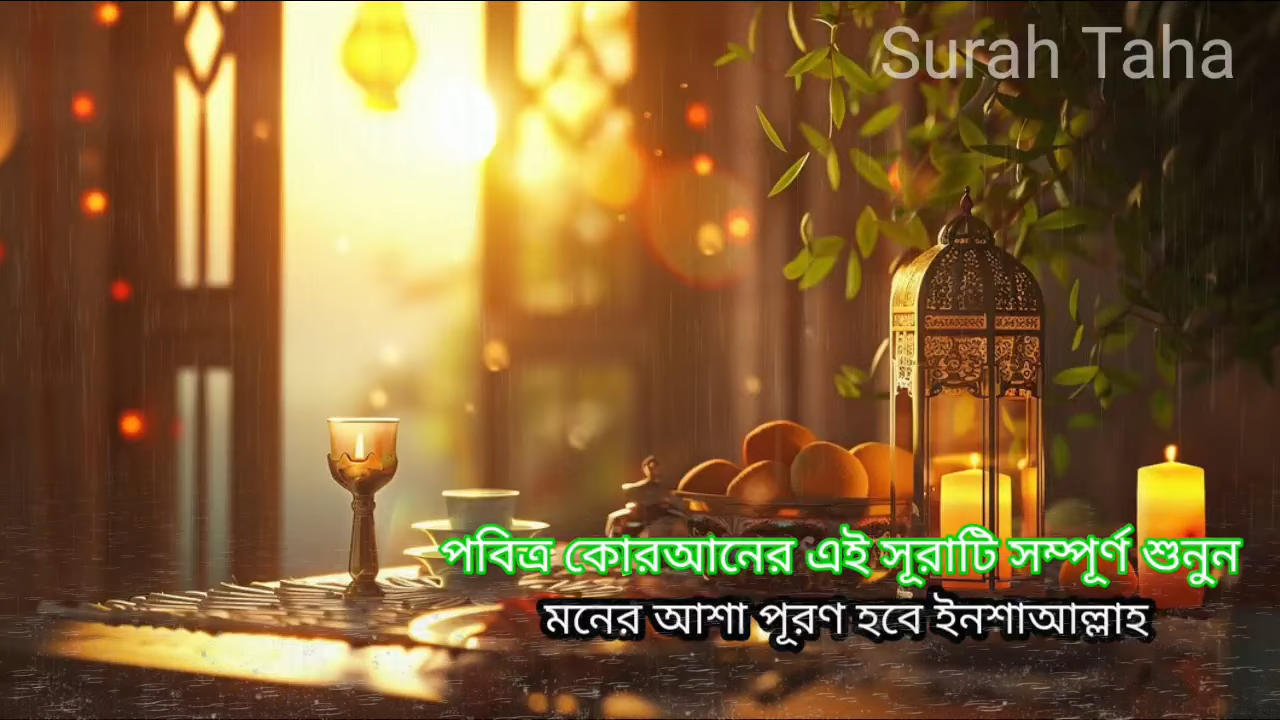 Surah Taha
পবিত্র কোরআনের এই সূরাটি সম্পূর্ণ শুনুন
মনের আশা পূরণ হবে ইনশাআল্লাহ